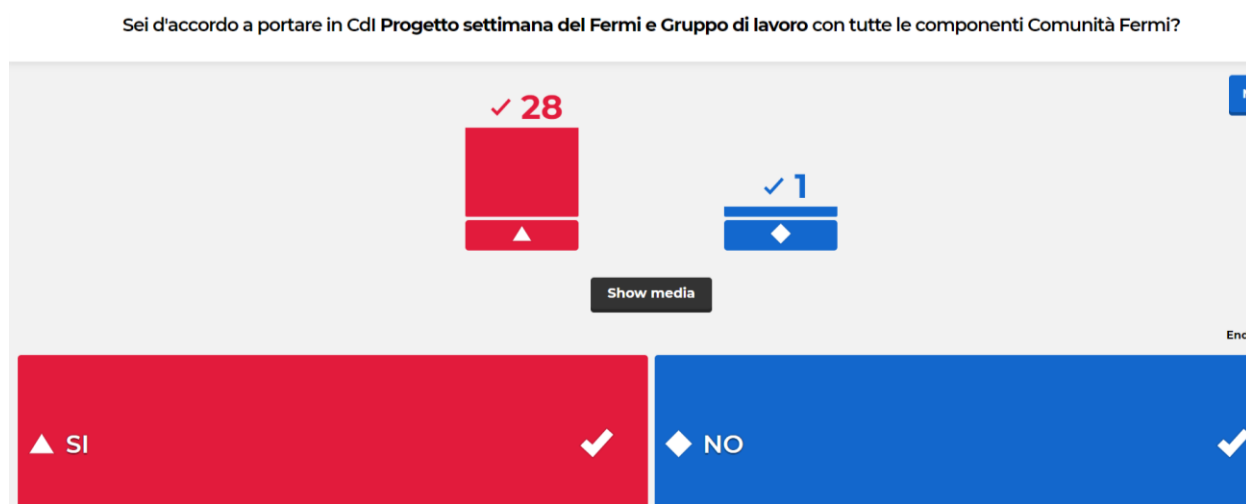 Sei d'accordo a portare in CdI Progetto settimana del Fermi e Gruppo di lavoro con tutte le componenti Comunità Fermi?
28
1
Show media
SI
NO